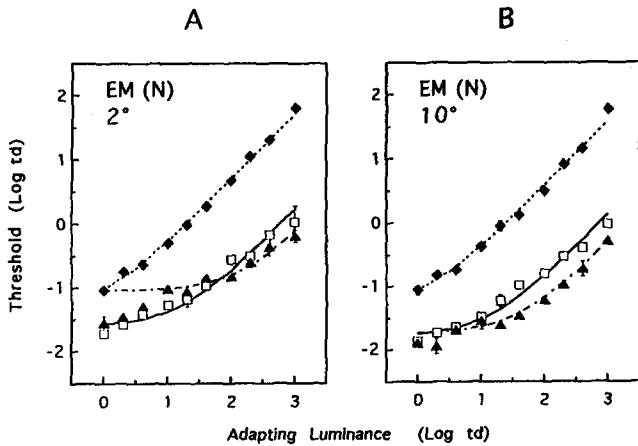 A
B
EM (N)
2°
EM (N)
10°
Threshold (Log td)
2
1
0
-1
-2
2
1
0
-1
-2
0 1 2 3
0 1 2 3
Adapting Luminance (Log td)